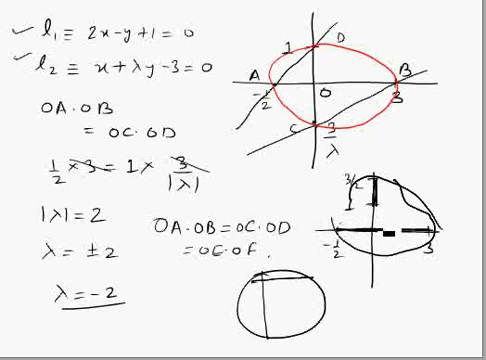 l₁ ≡ 2x-y+1=0
l₂ ≡ x+λy-3=0
OA·OB
= OC·OD
1/2 × 3 = 1 × 3/|λ|
|λ| = 2
λ = ±2
λ = -2
1 D
A B
-1/2 O 3
C 3/λ
3/2
-1/2 3
OA·OB = OC·OD
= OE·OF.